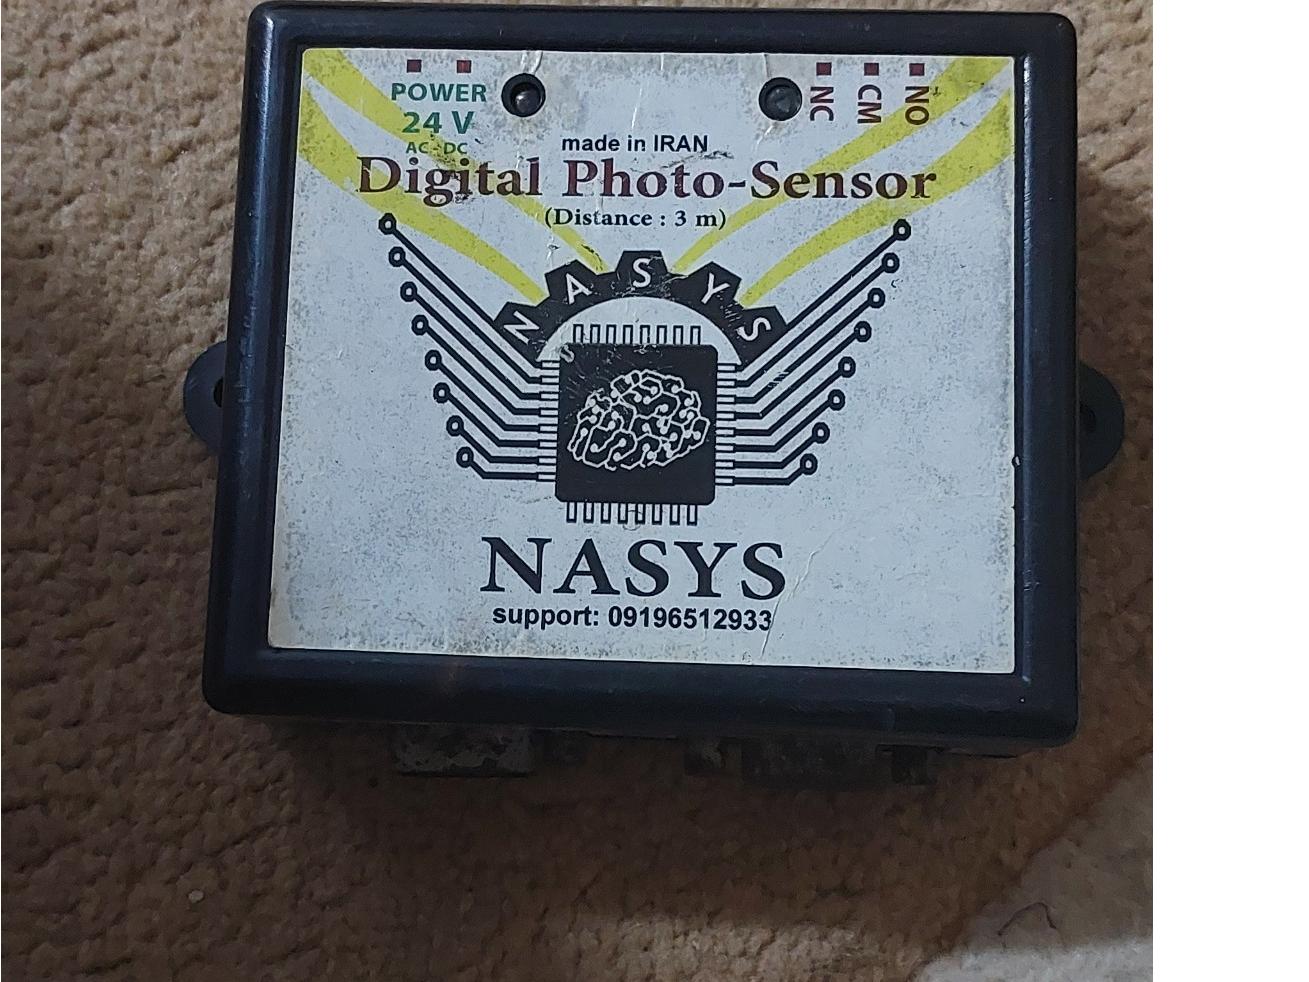 POWER
24 V
AC - DC
NC
CM
NO
made in IRAN
Digital Photo-Sensor
(Distance : 3 m)
NASYS
NASYS
support: 09196512933